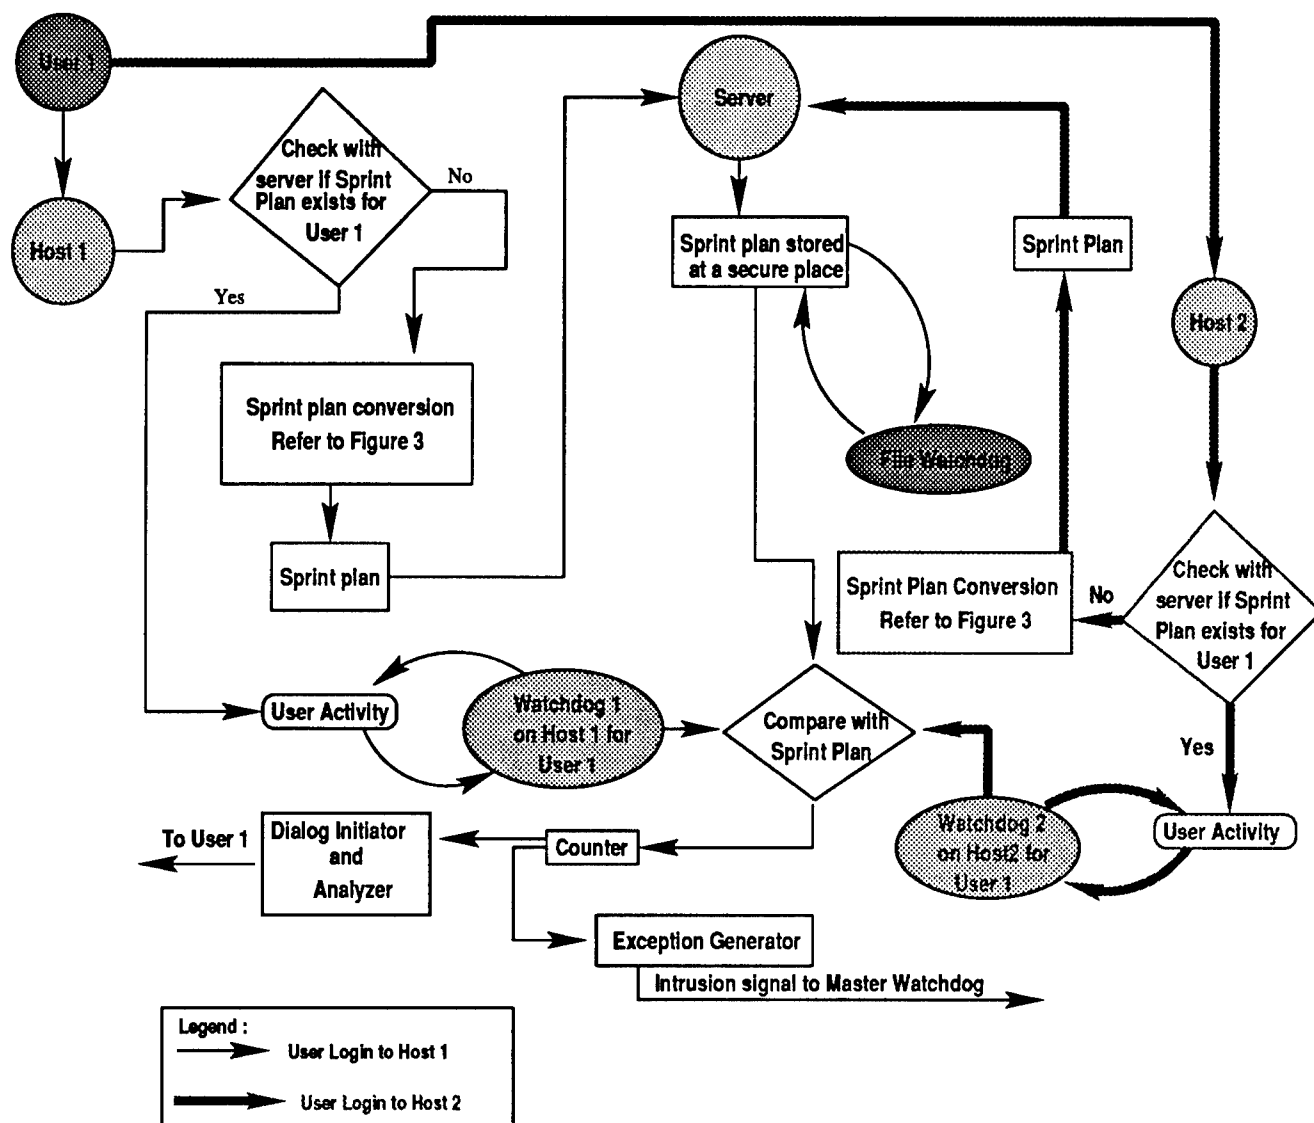 User 1
Server
Check with
server if Sprint
Plan exists for
User 1
No
Host 1
Sprint plan stored
at a secure place
Sprint Plan
Yes
Host 2
Sprint plan conversion
Refer to Figure 3
File Watchdog
Sprint plan
Sprint Plan Conversion
Refer to Figure 3
No
Check with
server if Sprint
Plan exists for
User 1
User Activity
Watchdog 1
on Host 1 for
User 1
Compare with
Sprint Plan
Yes
To User 1
Dialog Initiator
and
Analyzer
Counter
Watchdog 2
on Host2 for
User 1
User Activity
Exception Generator
Intrusion signal to Master Watchdog
Legend :
User Login to Host 1
User Login to Host 2